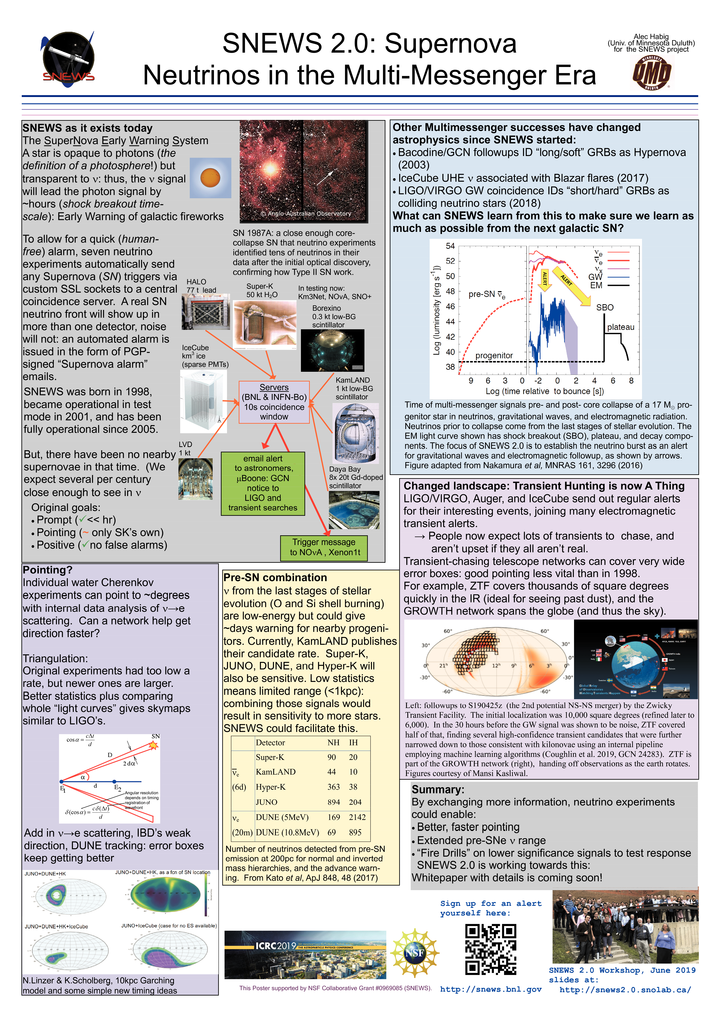 SNEWS 2.0: Supernova
Neutrinos in the Multi-Messenger Era
SNEWS
Alec Habig
(Univ. of Minnesota Duluth)
for the SNEWS project
SNEWS as it exists today
The SuperNova Early Warning System
A star is opaque to photons (the
definition of a photosphere!) but
transparent to ν: thus, the ν signal
will lead the photon signal by
~hours (shock breakout time-
scale): Early Warning of galactic fireworks
To allow for a quick (human-
free) alarm, seven neutrino
experiments automatically send
any Supernova (SN) triggers via
custom SSL sockets to a central
coincidence server. A real SN
neutrino front will show up in
more than one detector, noise
will not: an automated alarm is
issued in the form of PGP-
signed “Supernova alarm”
emails.
SNEWS was born in 1998,
became operational in test
mode in 2001, and has been
fully operational since 2005.
But, there have been no nearby
supernovae in that time. (We
expect several per century
close enough to see in ν
Original goals:
• Prompt (✓<< hr)
• Pointing (~ only SK's own)
• Positive (✓no false alarms)
© Anglo-Australian Observatory
SN 1987A: a close enough core-
collapse SN that neutrino experiments
identified tens of neutrinos in their
data after the initial optical discovery,
confirming how Type II SN work.
HALO
77 t lead
Super-K
50 kt H2O
In testing now:
Km3Net, NOvA, SNO+
Borexino
0.3 kt low-BG
scintillator
IceCube
km3 ice
(sparse PMTs)
Servers
(BNL & INFN-Bo)
10s coincidence
window
KamLAND
1 kt low-BG
scintillator
LVD
1 kt
email alert
to astronomers,
μBoone: GCN
notice to
LIGO and
transient searches
Daya Bay
8x 20t Gd-doped
scintillator
Trigger message
to NOνA , Xenon1t
Other Multimessenger successes have changed
astrophysics since SNEWS started:
• Bacodine/GCN followups ID “long/soft” GRBs as Hypernova
(2003)
• IceCube UHE ν associated with Blazar flares (2017)
• LIGO/VIRGO GW coincidence IDs “short/hard” GRBs as
colliding neutrino stars (2018)
What can SNEWS learn from this to make sure we learn as
much as possible from the next galactic SN?
Log (luminosity [erg s-1])
54
52
50
48
46
44
42
40
38
pre-SN ν̅e
progenitor
ALERT
ALERT
νe
ν̅e
νx
GW
EM
SBO
plateau
9 6 3 0 -2 0 2 4 6 8
Log (time relative to bounce [s])
Time of multi-messenger signals pre- and post- core collapse of a 17 M⊙ pro-
genitor star in neutrinos, gravitational waves, and electromagnetic radiation.
Neutrinos prior to collapse come from the last stages of stellar evolution. The
EM light curve shown has shock breakout (SBO), plateau, and decay compo-
nents. The focus of SNEWS 2.0 is to establish the neutrino burst as an alert
for gravitational waves and electromagnetic followup, as shown by arrows.
Figure adapted from Nakamura et al, MNRAS 161, 3296 (2016)
Changed landscape: Transient Hunting is now A Thing
LIGO/VIRGO, Auger, and IceCube send out regular alerts
for their interesting events, joining many electromagnetic
transient alerts.
→ People now expect lots of transients to chase, and
aren't upset if they all aren't real.
Transient-chasing telescope networks can cover very wide
error boxes: good pointing less vital than in 1998.
For example, ZTF covers thousands of square degrees
quickly in the IR (ideal for seeing past dust), and the
GROWTH network spans the globe (and thus the sky).
Left: followups to S190425z (the 2nd potential NS-NS merger) by the Zwicky
Transient Facility. The initial localization was 10,000 square degrees (refined later to
6,000). In the 30 hours before the GW signal was shown to be noise, ZTF covered
half of that, finding several high-confidence transient candidates that were further
narrowed down to those consistent with kilonovae using an internal pipeline
employing machine learning algorithms (Coughlin et al. 2019, GCN 24283). ZTF is
part of the GROWTH network (right), handing off observations as the earth rotates.
Figures courtesy of Mansi Kasliwal.
Pointing?
Individual water Cherenkov
experiments can point to ~degrees
with internal data analysis of ν→e
scattering. Can a network help get
direction faster?
Triangulation:
Original experiments had too low a
rate, but newer ones are larger.
Better statistics plus comparing
whole “light curves” gives skymaps
similar to LIGO's.
cosα = cΔt/d
SN
D
2 dα
α
E1
d
E2
δ(cosα) = cδ(Δt)/d
Angular resolution
depends on timing
registration of
wavefront
Add in ν→e scattering, IBD's weak
direction, DUNE tracking: error boxes
keep getting better
JUNO+DUNE+HK
JUNO+DUNE+HK, as a f'n of SN location
JUNO+DUNE+HK+IceCube
JUNO+IceCube (case for no ES available)
N.Linzer & K.Scholberg, 10kpc Garching
model and some simple new timing ideas
Pre-SN combination
ν from the last stages of stellar
evolution (O and Si shell burning)
are low-energy but could give
~days warning for nearby progeni-
tors. Currently, KamLAND publishes
their candidate rate. Super-K,
JUNO, DUNE, and Hyper-K will
also be sensitive. Low statistics
means limited range (<1kpc):
combining those signals would
result in sensitivity to more stars.
SNEWS could facilitate this.
Detector NH IH
Super-K 90 20
ν̅e KamLAND 44 10
(6d) Hyper-K 363 38
JUNO 894 204
νe DUNE (5MeV) 169 2142
(20m) DUNE (10.8MeV) 69 895
Number of neutrinos detected from pre-SN
omission at 200pc for normal and inverted
mass hierarchies, and the advance warn-
ing. From Kato et al, ApJ 848, 48 (2017)
Summary:
By exchanging more information, neutrino experiments
could enable:
• Better, faster pointing
• Extended pre-SNe ν range
• “Fire Drills” on lower significance signals to test response
SNEWS 2.0 is working towards this:
Whitepaper with details is coming soon!
ICRC2019
NSF
This Poster supported by NSF Collaborative Grant #0969085 (SNEWS).
Sign up for an alert
yourself here:
http://snews.bnl.gov
SNEWS 2.0 Workshop, June 2019
slides at:
http://snews2.0.snolab.ca/